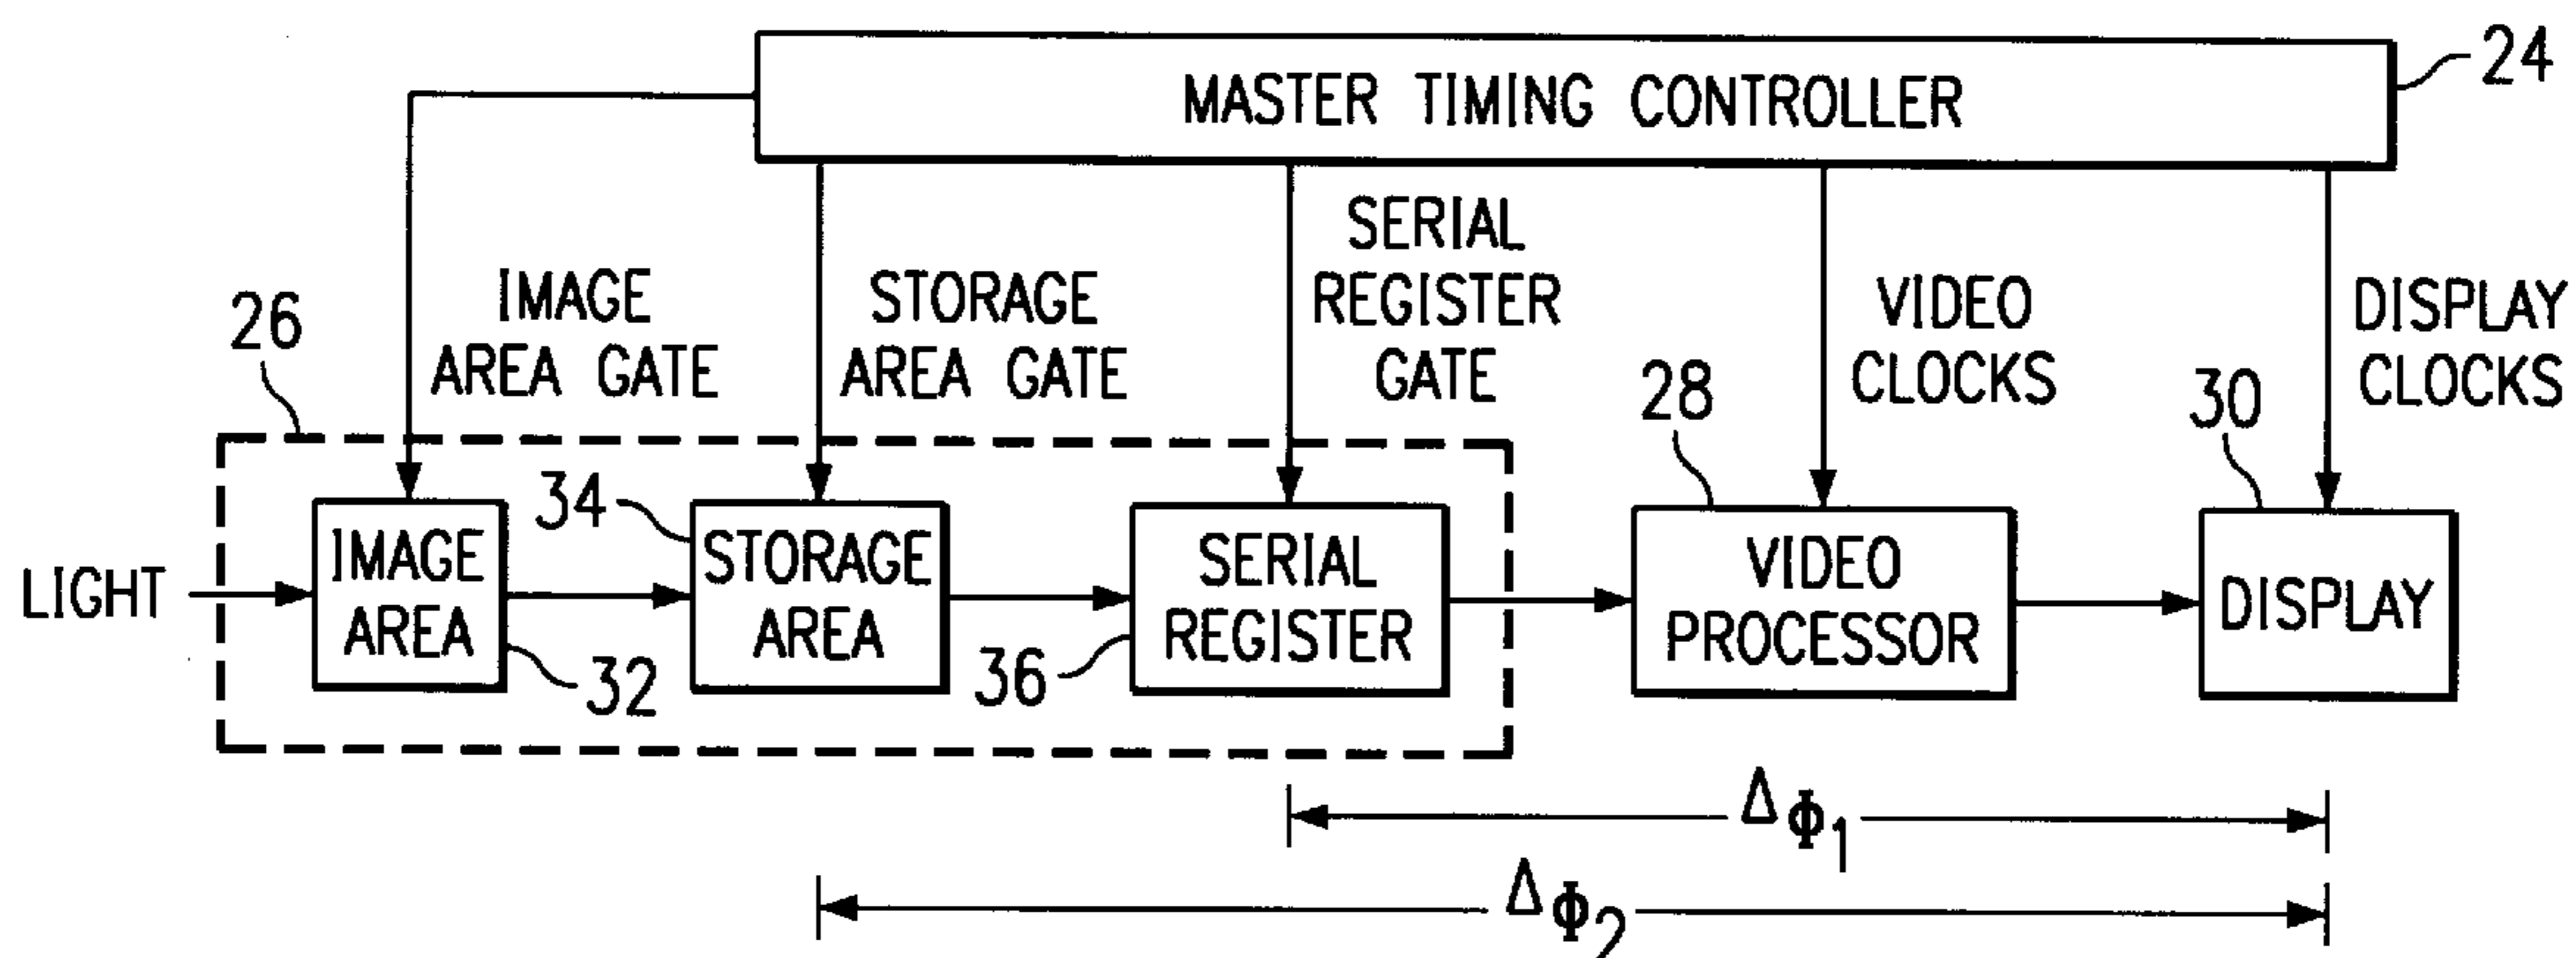 MASTER TIMING CONTROLLER
24
IMAGE
AREA GATE
STORAGE
AREA GATE
SERIAL
REGISTER
GATE
VIDEO
CLOCKS
DISPLAY
CLOCKS
26
28
30
LIGHT
IMAGE
AREA
32
34
STORAGE
AREA
36
SERIAL
REGISTER
VIDEO
PROCESSOR
DISPLAY
ΔΦ1
ΔΦ2